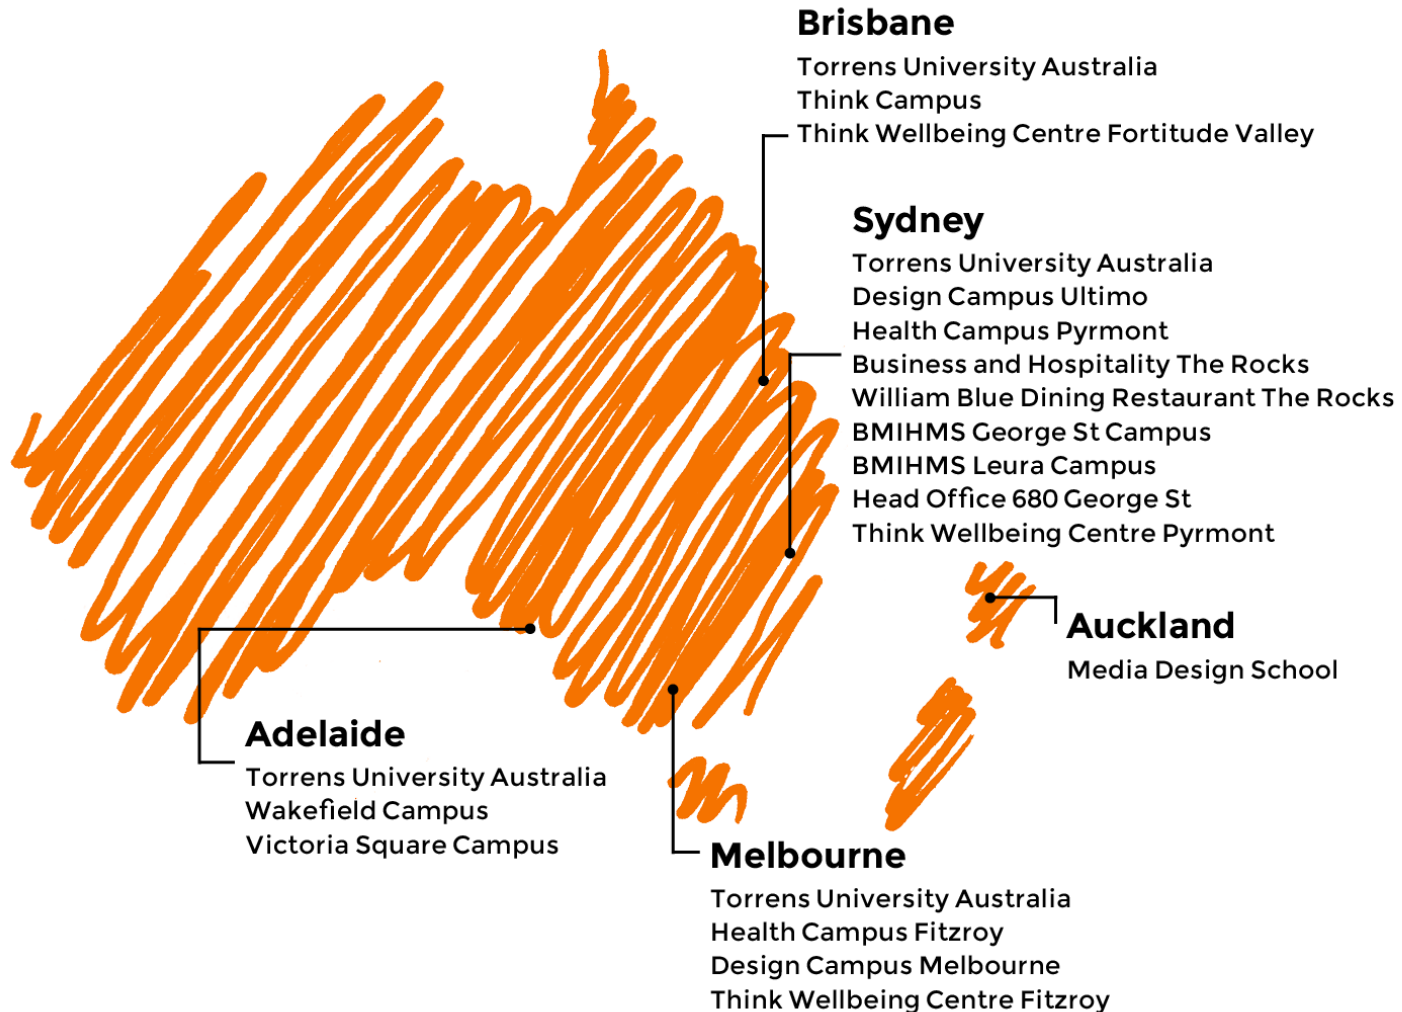 Brisbane
Torrens University Australia
Think Campus
Think Wellbeing Centre Fortitude Valley
Sydney
Torrens University Australia
Design Campus Ultimo
Health Campus Pyrmont
Business and Hospitality The Rocks
William Blue Dining Restaurant The Rocks
BMIHMS George St Campus
BMIHMS Leura Campus
Head Office 680 George St
Think Wellbeing Centre Pyrmont
Auckland
Media Design School
Adelaide
Torrens University Australia
Wakefield Campus
Victoria Square Campus
Melbourne
Torrens University Australia
Health Campus Fitzroy
Design Campus Melbourne
Think Wellbeing Centre Fitzroy